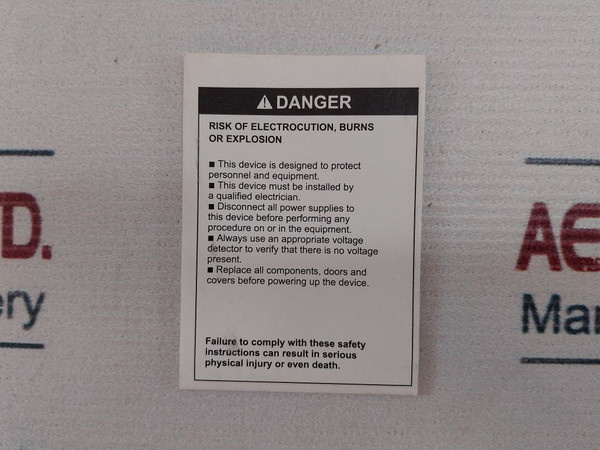 DANGER
RISK OF ELECTROCUTION, BURNS
OR EXPLOSION
■ This device is designed to protect
personnel and equipment.
■ This device must be installed by
a qualified electrician.
■ Disconnect all power supplies to
this device before performing any
procedure on or in the equipment.
■ Always use an appropriate voltage
detector to verify that there is no voltage
present.
■ Replace all components, doors and
covers before powering up the device.
Failure to comply with these safety
instructions can result in serious
physical injury or even death.
D.
ery
AE
Mar